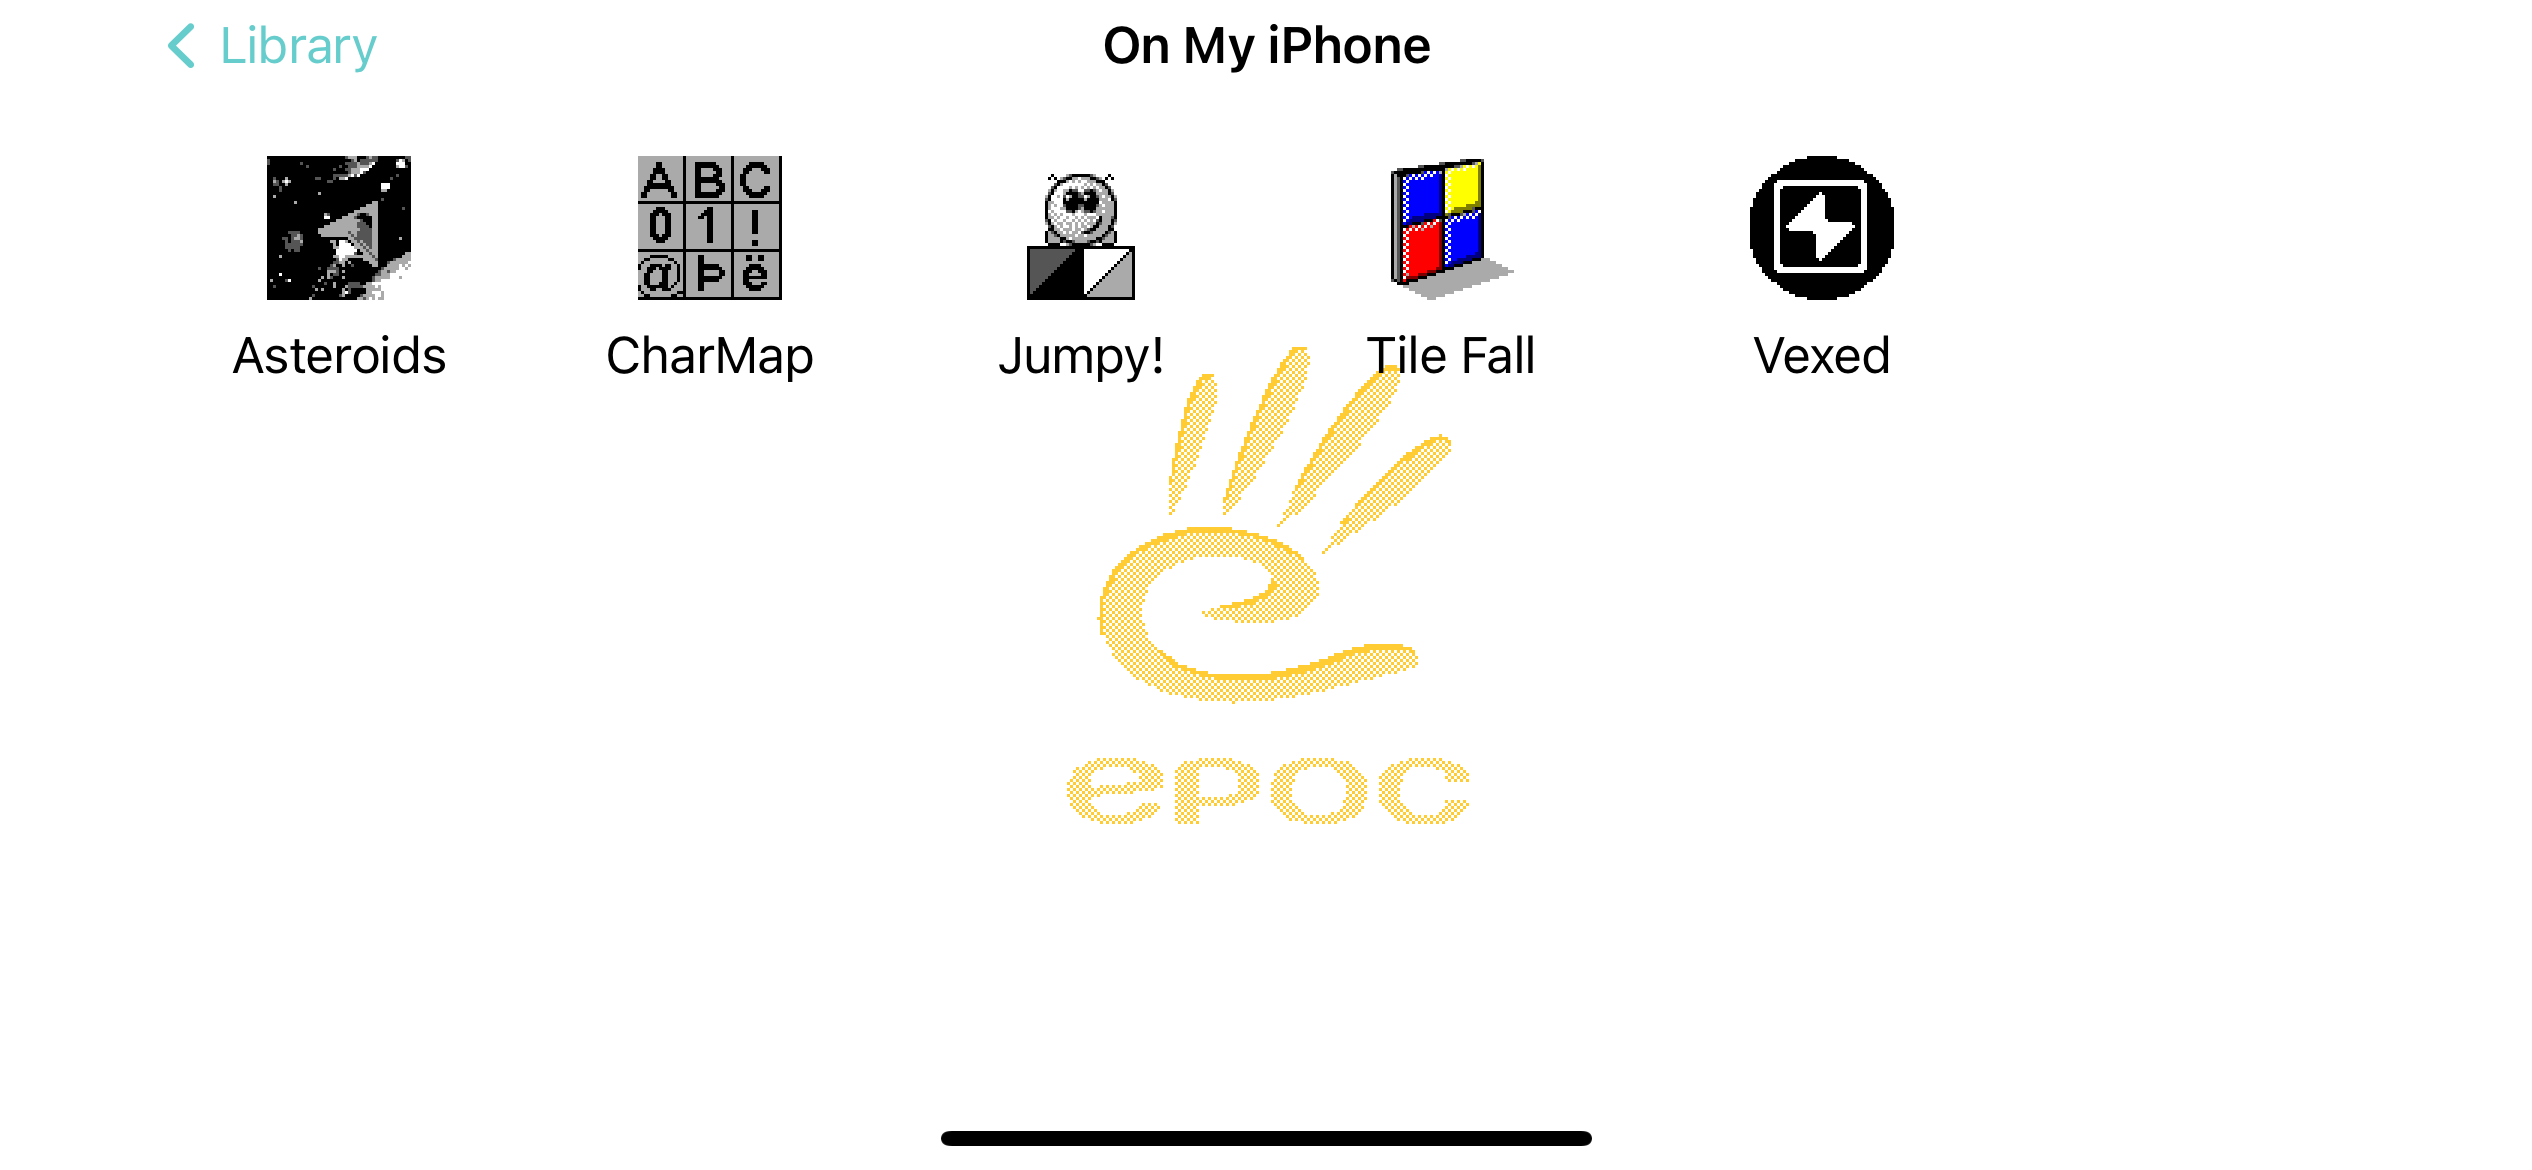 Library
On My iPhone
A B C
0 1 !
@ Þ ë
Asteroids
CharMap
Jumpy!
Tile Fall
Vexed
epoc